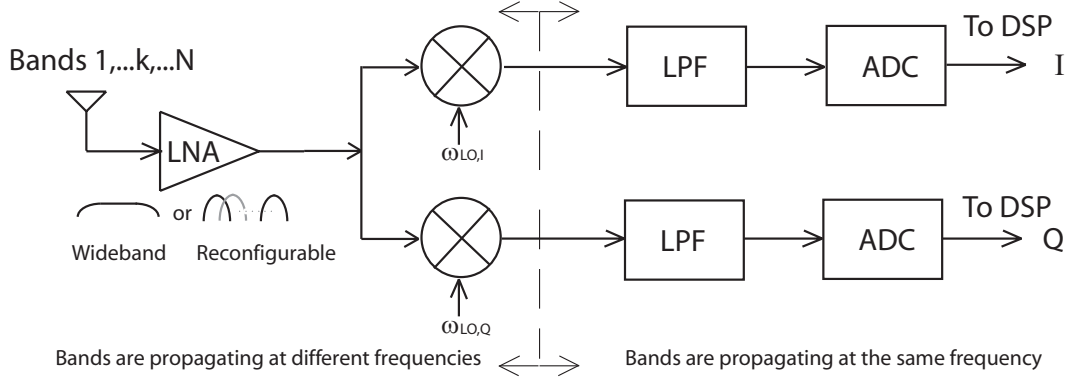 Bands 1,...k,...N
LNA
Wideband
or
Reconfigurable
ωLO,I
LPF
ADC
To DSP
I
ωLO,Q
LPF
ADC
To DSP
Q
Bands are propagating at different frequencies
Bands are propagating at the same frequency